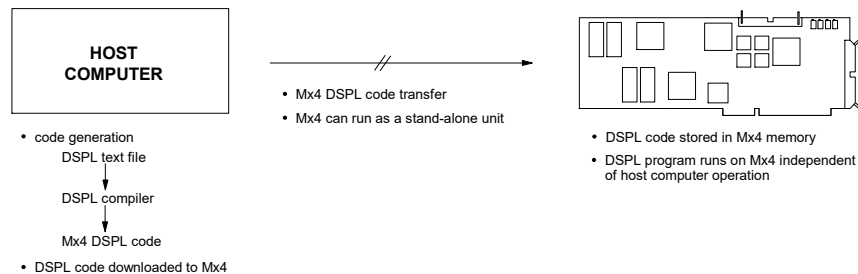 HOST
COMPUTER
• code generation
DSPL text file
DSPL compiler
Mx4 DSPL code
• DSPL code downloaded to Mx4
• Mx4 DSPL code transfer
• Mx4 can run as a stand-alone unit
• DSPL code stored in Mx4 memory
• DSPL program runs on Mx4 independent
of host computer operation